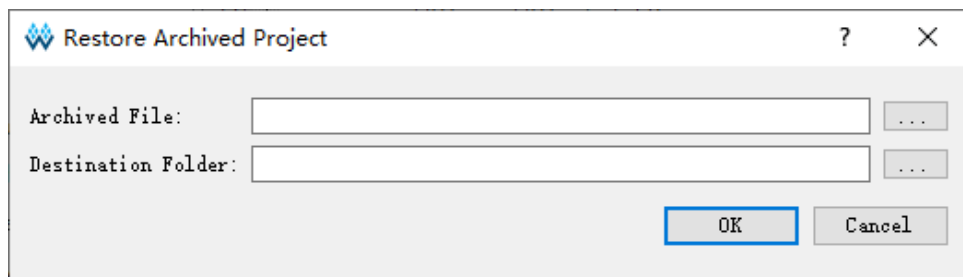 Restore Archived Project ?
Archived File: ...
Destination Folder: ...
OK Cancel